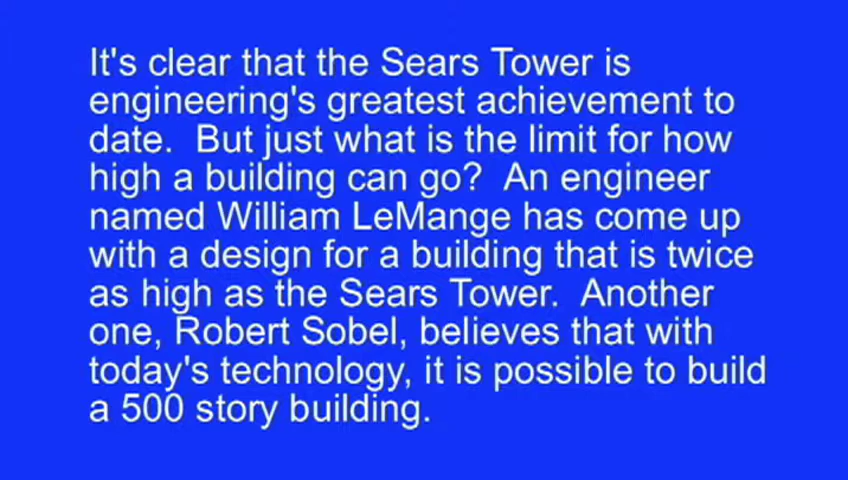 It's clear that the Sears Tower is
engineering's greatest achievement to
date.  But just what is the limit for how
high a building can go?  An engineer
named William LeMange has come up
with a design for a building that is twice
as high as the Sears Tower.  Another
one, Robert Sobel, believes that with
today's technology, it is possible to build
a 500 story building.